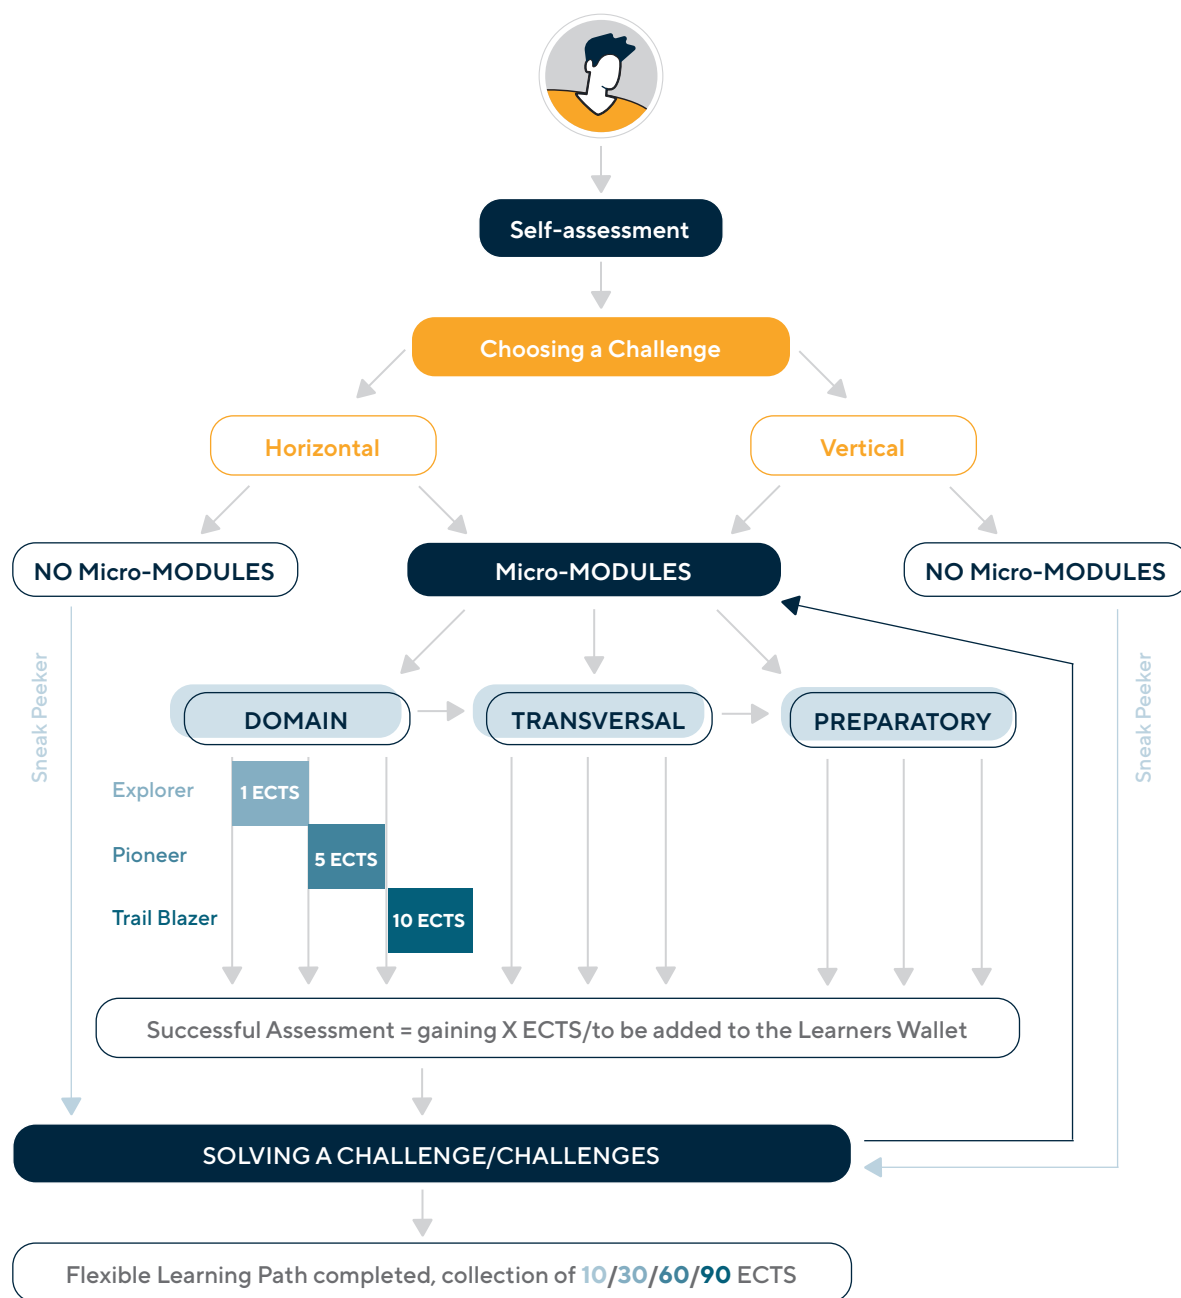 Self-assessment
Choosing a Challenge
Horizontal
Vertical
NO Micro-MODULES
Micro-MODULES
NO Micro-MODULES
Sneak Peeker
Sneak Peeker
DOMAIN
TRANSVERSAL
PREPARATORY
Explorer
1 ECTS
Pioneer
5 ECTS
Trail Blazer
10 ECTS
Successful Assessment = gaining X ECTS/to be added to the Learners Wallet
SOLVING A CHALLENGE/CHALLENGES
Flexible Learning Path completed, collection of 10/30/60/90 ECTS